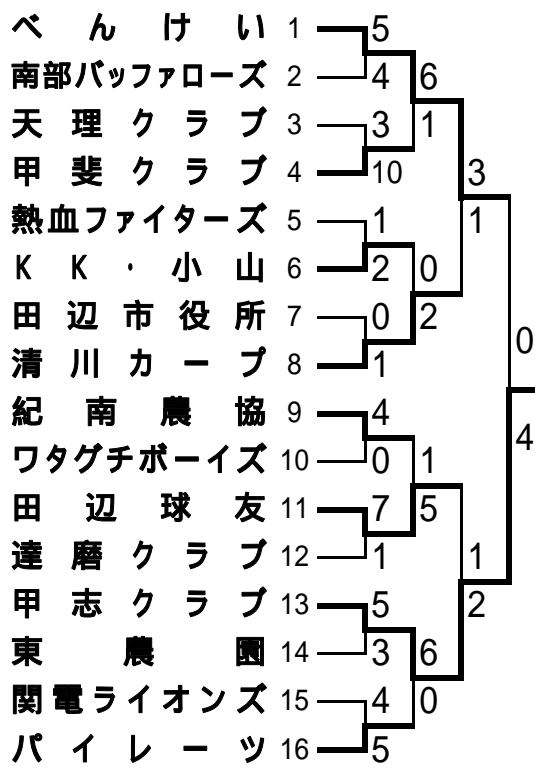 べんけい 1 5
南部バッファローズ 2 4 6
天理クラブ 3 3 1
甲斐クラブ 4 10 3
熱血ファイターズ 5 1 1
KK・小山 6 2 0
田辺市役所 7 0 2
清川カープ 8 1 0
紀南農協 9 4 4
ワタグチボーイズ 10 0 1
田辺球友 11 7 5
達磨クラブ 12 1 1
甲志クラブ 13 5 2
東農園 14 3 6
関電ライオンズ 15 4 0
パイレーツ 16 5